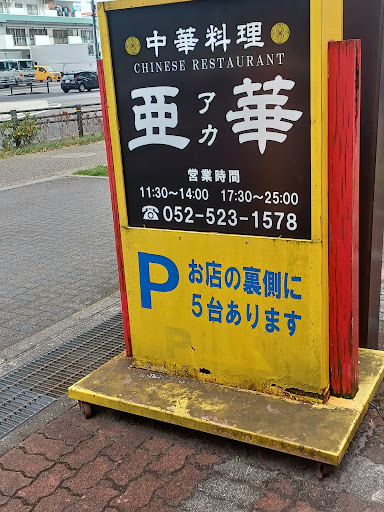 中華料理
CHINESE RESTAURANT
亜アカ華
営業時間
11:30～14:00 17:30～25:00
☎052-523-1578
P お店の裏側に
5台あります